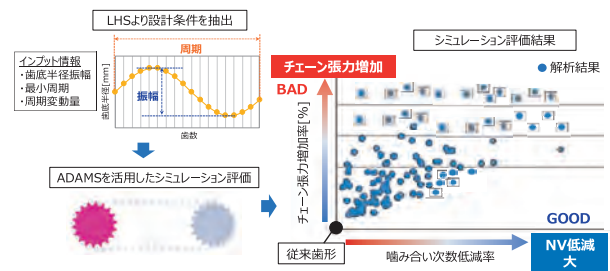 LHSより設計条件を抽出
インプット情報
・歯底半径振幅
・最小周期
・周期変動量
周期
振幅
歯底半径[mm]
歯数
ADAMSを活用したシミュレーション評価
シミュレーション評価結果
チェーン張力増加
解析結果
BAD
チェーン張力増加率[%]
GOOD
従来歯形
噛み合い次数低減率
NV低減
大